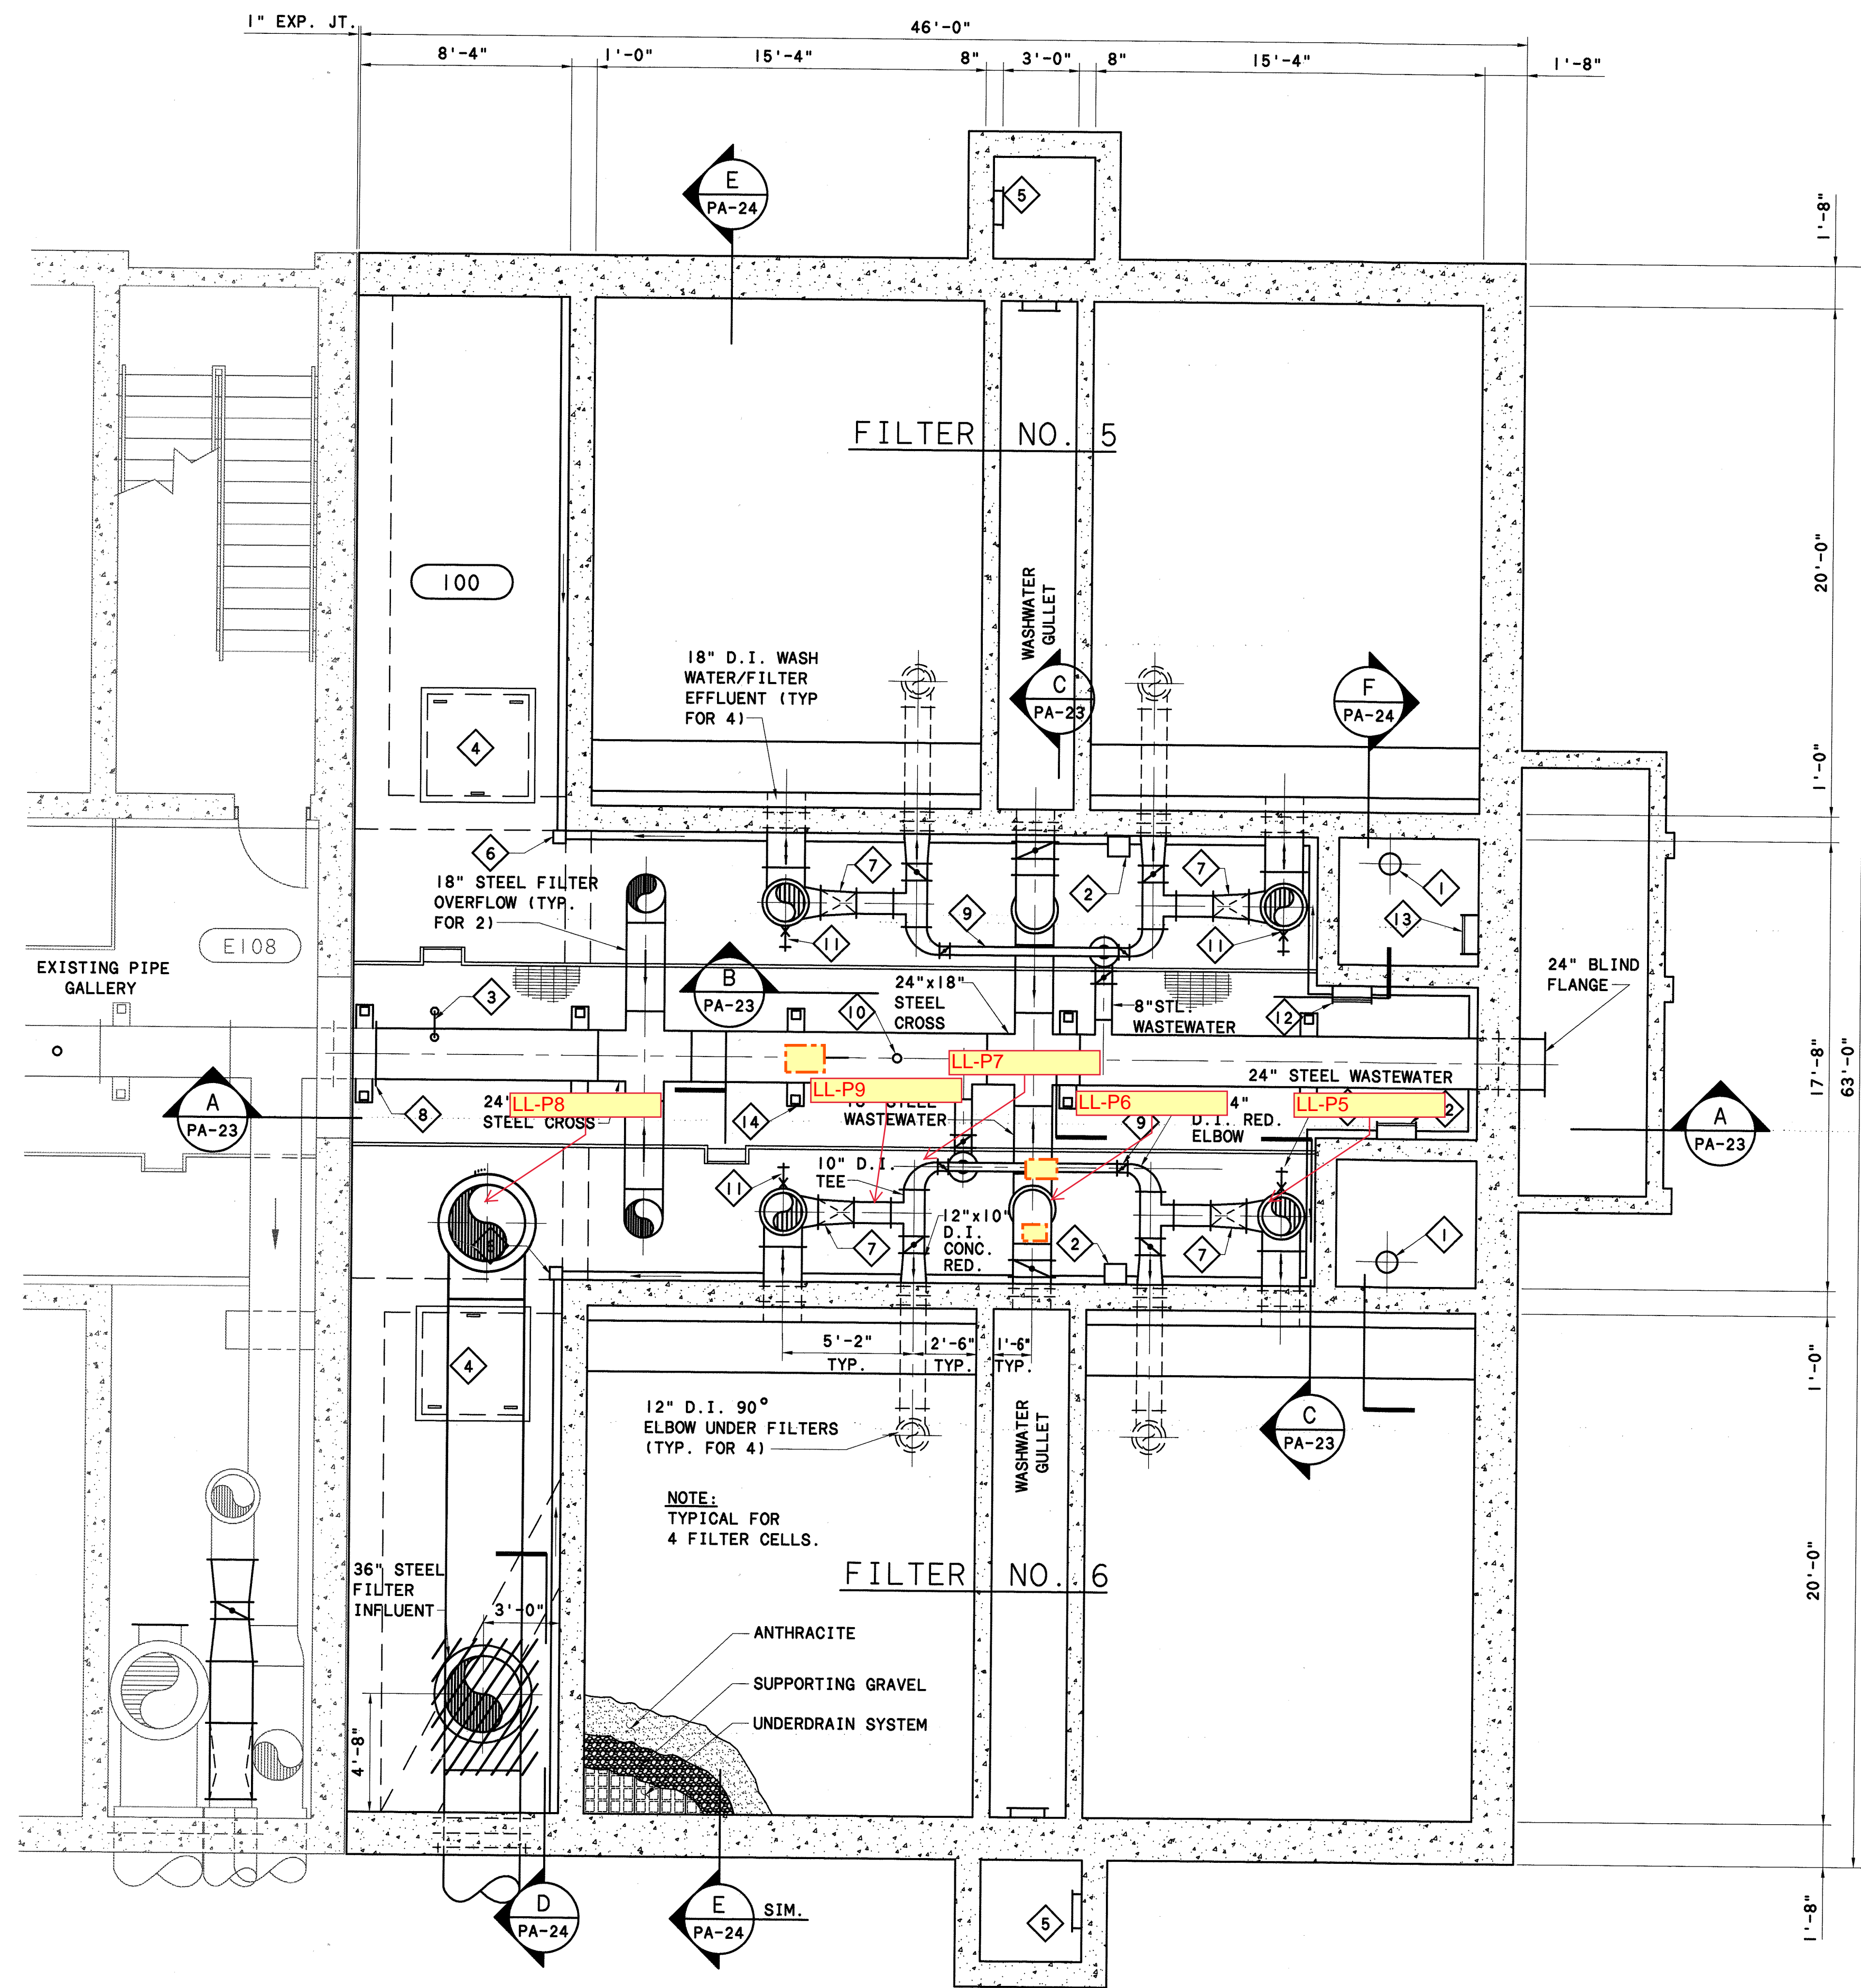 1" EXP. JT.
46'-0"
8'-4"
1'-0"
15'-4"
8"
3'-0"
8"
15'-4"
1'-8"
E
PA-24
5
1'-8"
FILTER NO. 5
100
WASHWATER
GULLET
20'-0"
18" D.I. WASH
WATER/FILTER
EFFLUENT (TYP
FOR 4)
C
PA-23
F
PA-24
4
1'-0"
6
7
2
7
1
18" STEEL FILTER
OVERFLOW (TYP.
FOR 2)
9
13
E108
11
11
EXISTING PIPE
GALLERY
B
PA-23
24"x18"
STEEL
CROSS
24" BLIND
FLANGE
3
10
8" STL.
WASTEWATER
12
LL-P7
17'-8"
63'-0"
24" STEEL WASTEWATER
A
PA-23
8
24"
LL-P8
STEEL CROSS
14
LL-P9
WASTEWATER
LL-P6
9
4"
D.I. RED.
ELBOW
LL-P5
2
A
PA-23
10" D.I.
TEE
11
12"x10"
D.I.
CONC.
RED.
7
2
7
1
5'-2"
TYP.
2'-6"
TYP.
1'-6"
TYP.
4
1'-0"
12" D.I. 90°
ELBOW UNDER FILTERS
(TYP. FOR 4)
WASHWATER
GULLET
C
PA-23
NOTE:
TYPICAL FOR
4 FILTER CELLS.
36" STEEL
FILTER
INFLUENT
3'-0"
FILTER NO. 6
20'-0"
ANTHRACITE
SUPPORTING GRAVEL
UNDERDRAIN SYSTEM
4'-8"
D
PA-24
E
PA-24
SIM.
5
1'-8"